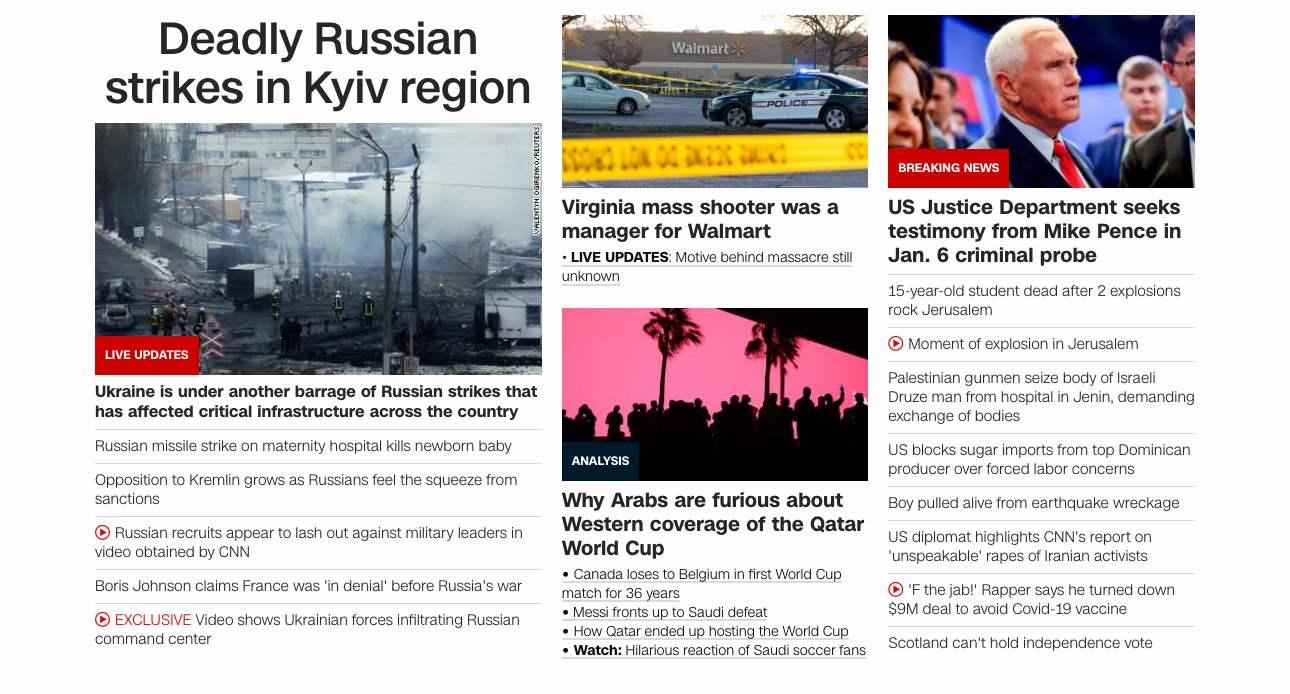 Deadly Russian
strikes in Kyiv region
VALENTYN OGIRENKO/REUTERS
LIVE UPDATES
Ukraine is under another barrage of Russian strikes that
has affected critical infrastructure across the country
Russian missile strike on maternity hospital kills newborn baby
Opposition to Kremlin grows as Russians feel the squeeze from
sanctions
Russian recruits appear to lash out against military leaders in
video obtained by CNN
Boris Johnson claims France was 'in denial' before Russia's war
EXCLUSIVE Video shows Ukrainian forces infiltrating Russian
command center
Walmart
POLICE
CRIME SCENE DO NOT CROSS
Virginia mass shooter was a
manager for Walmart
• LIVE UPDATES: Motive behind massacre still
unknown
ANALYSIS
Why Arabs are furious about
Western coverage of the Qatar
World Cup
• Canada loses to Belgium in first World Cup
match for 36 years
• Messi fronts up to Saudi defeat
• How Qatar ended up hosting the World Cup
• Watch: Hilarious reaction of Saudi soccer fans
BREAKING NEWS
US Justice Department seeks
testimony from Mike Pence in
Jan. 6 criminal probe
15-year-old student dead after 2 explosions
rock Jerusalem
Moment of explosion in Jerusalem
Palestinian gunmen seize body of Israeli
Druze man from hospital in Jenin, demanding
exchange of bodies
US blocks sugar imports from top Dominican
producer over forced labor concerns
Boy pulled alive from earthquake wreckage
US diplomat highlights CNN's report on
'unspeakable' rapes of Iranian activists
'F the jab!' Rapper says he turned down
$9M deal to avoid Covid-19 vaccine
Scotland can't hold independence vote